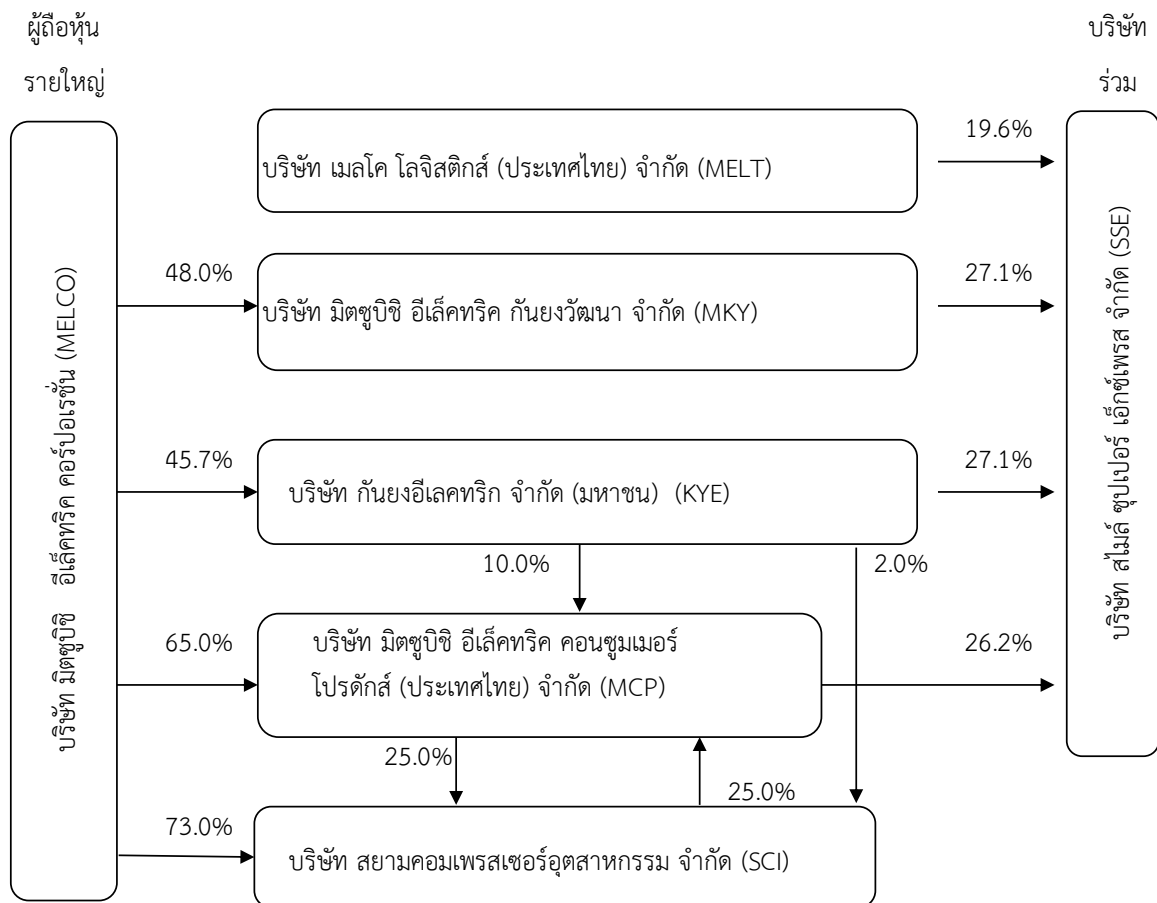 ผู้ถือหุ้น
รายใหญ่
บริษัท
ร่วม
บริษัท มิตซูบิชิ อีเล็คทริค คอร์ปอเรชั่น (MELCO)
บริษัท เมลโค โลจิสติกส์ (ประเทศไทย) จำกัด (MELT)
19.6%
บริษัท สไมล์ ซุปเปอร์ เอ็กซ์เพรส จำกัด (SSE)
48.0%
บริษัท มิตซูบิชิ อีเล็คทริค กันยงวัฒนา จำกัด (MKY)
27.1%
45.7%
บริษัท กันยงอีเลคทริก จำกัด (มหาชน) (KYE)
27.1%
10.0%
2.0%
65.0%
บริษัท มิตซูบิชิ อีเล็คทริค คอนซูมเมอร์
โปรดักส์ (ประเทศไทย) จำกัด (MCP)
26.2%
25.0%
25.0%
73.0%
บริษัท สยามคอมเพรสเซอร์อุตสาหกรรม จำกัด (SCI)